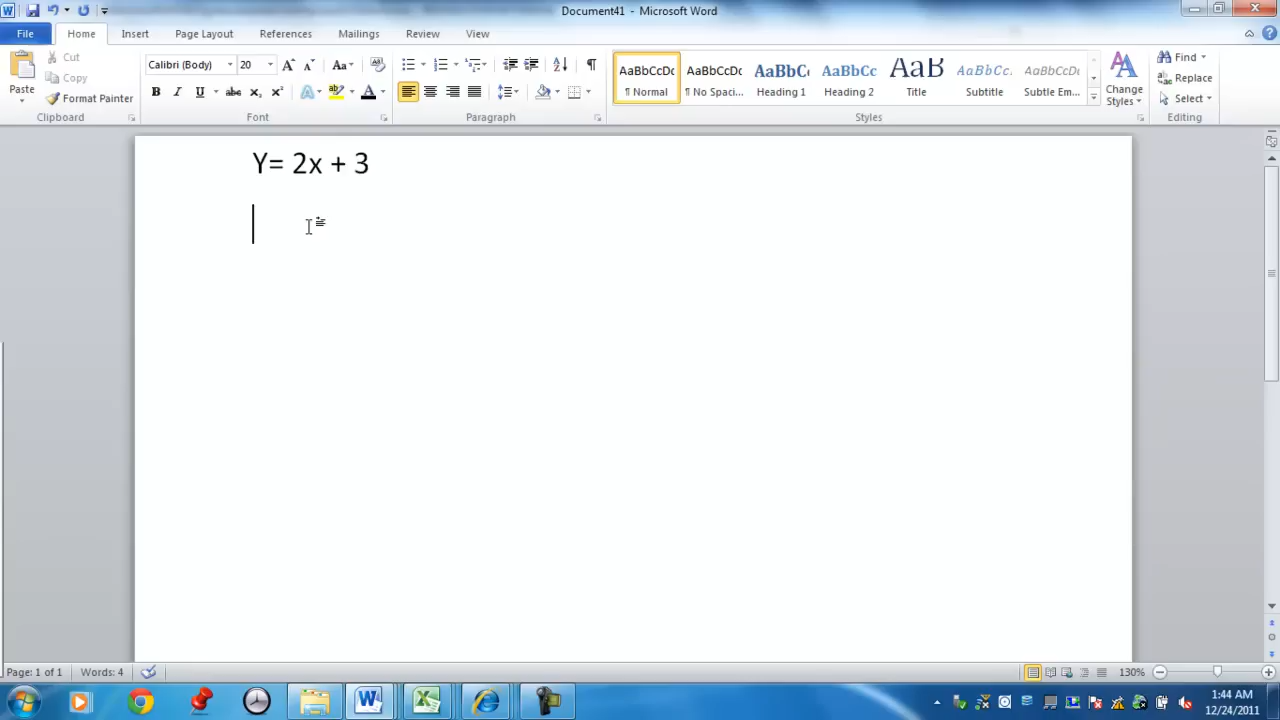 Document41 - Microsoft Word
File Home Insert Page Layout References Mailings Review View
Paste
Cut
Copy
Format Painter
Clipboard
Calibri (Body) 20
Font
Paragraph
AaBbCcDc AaBbCcDc AaBbCc AaBbCc AaB AaBbCc. AaBbCcDc
¶ Normal ¶ No Spaci... Heading 1 Heading 2 Title Subtitle Subtle Em...
Change Styles
Styles
Find
Replace
Select
Editing
Y= 2x + 3
Page: 1 of 1 Words: 4 130%
1:44 AM
12/24/2011